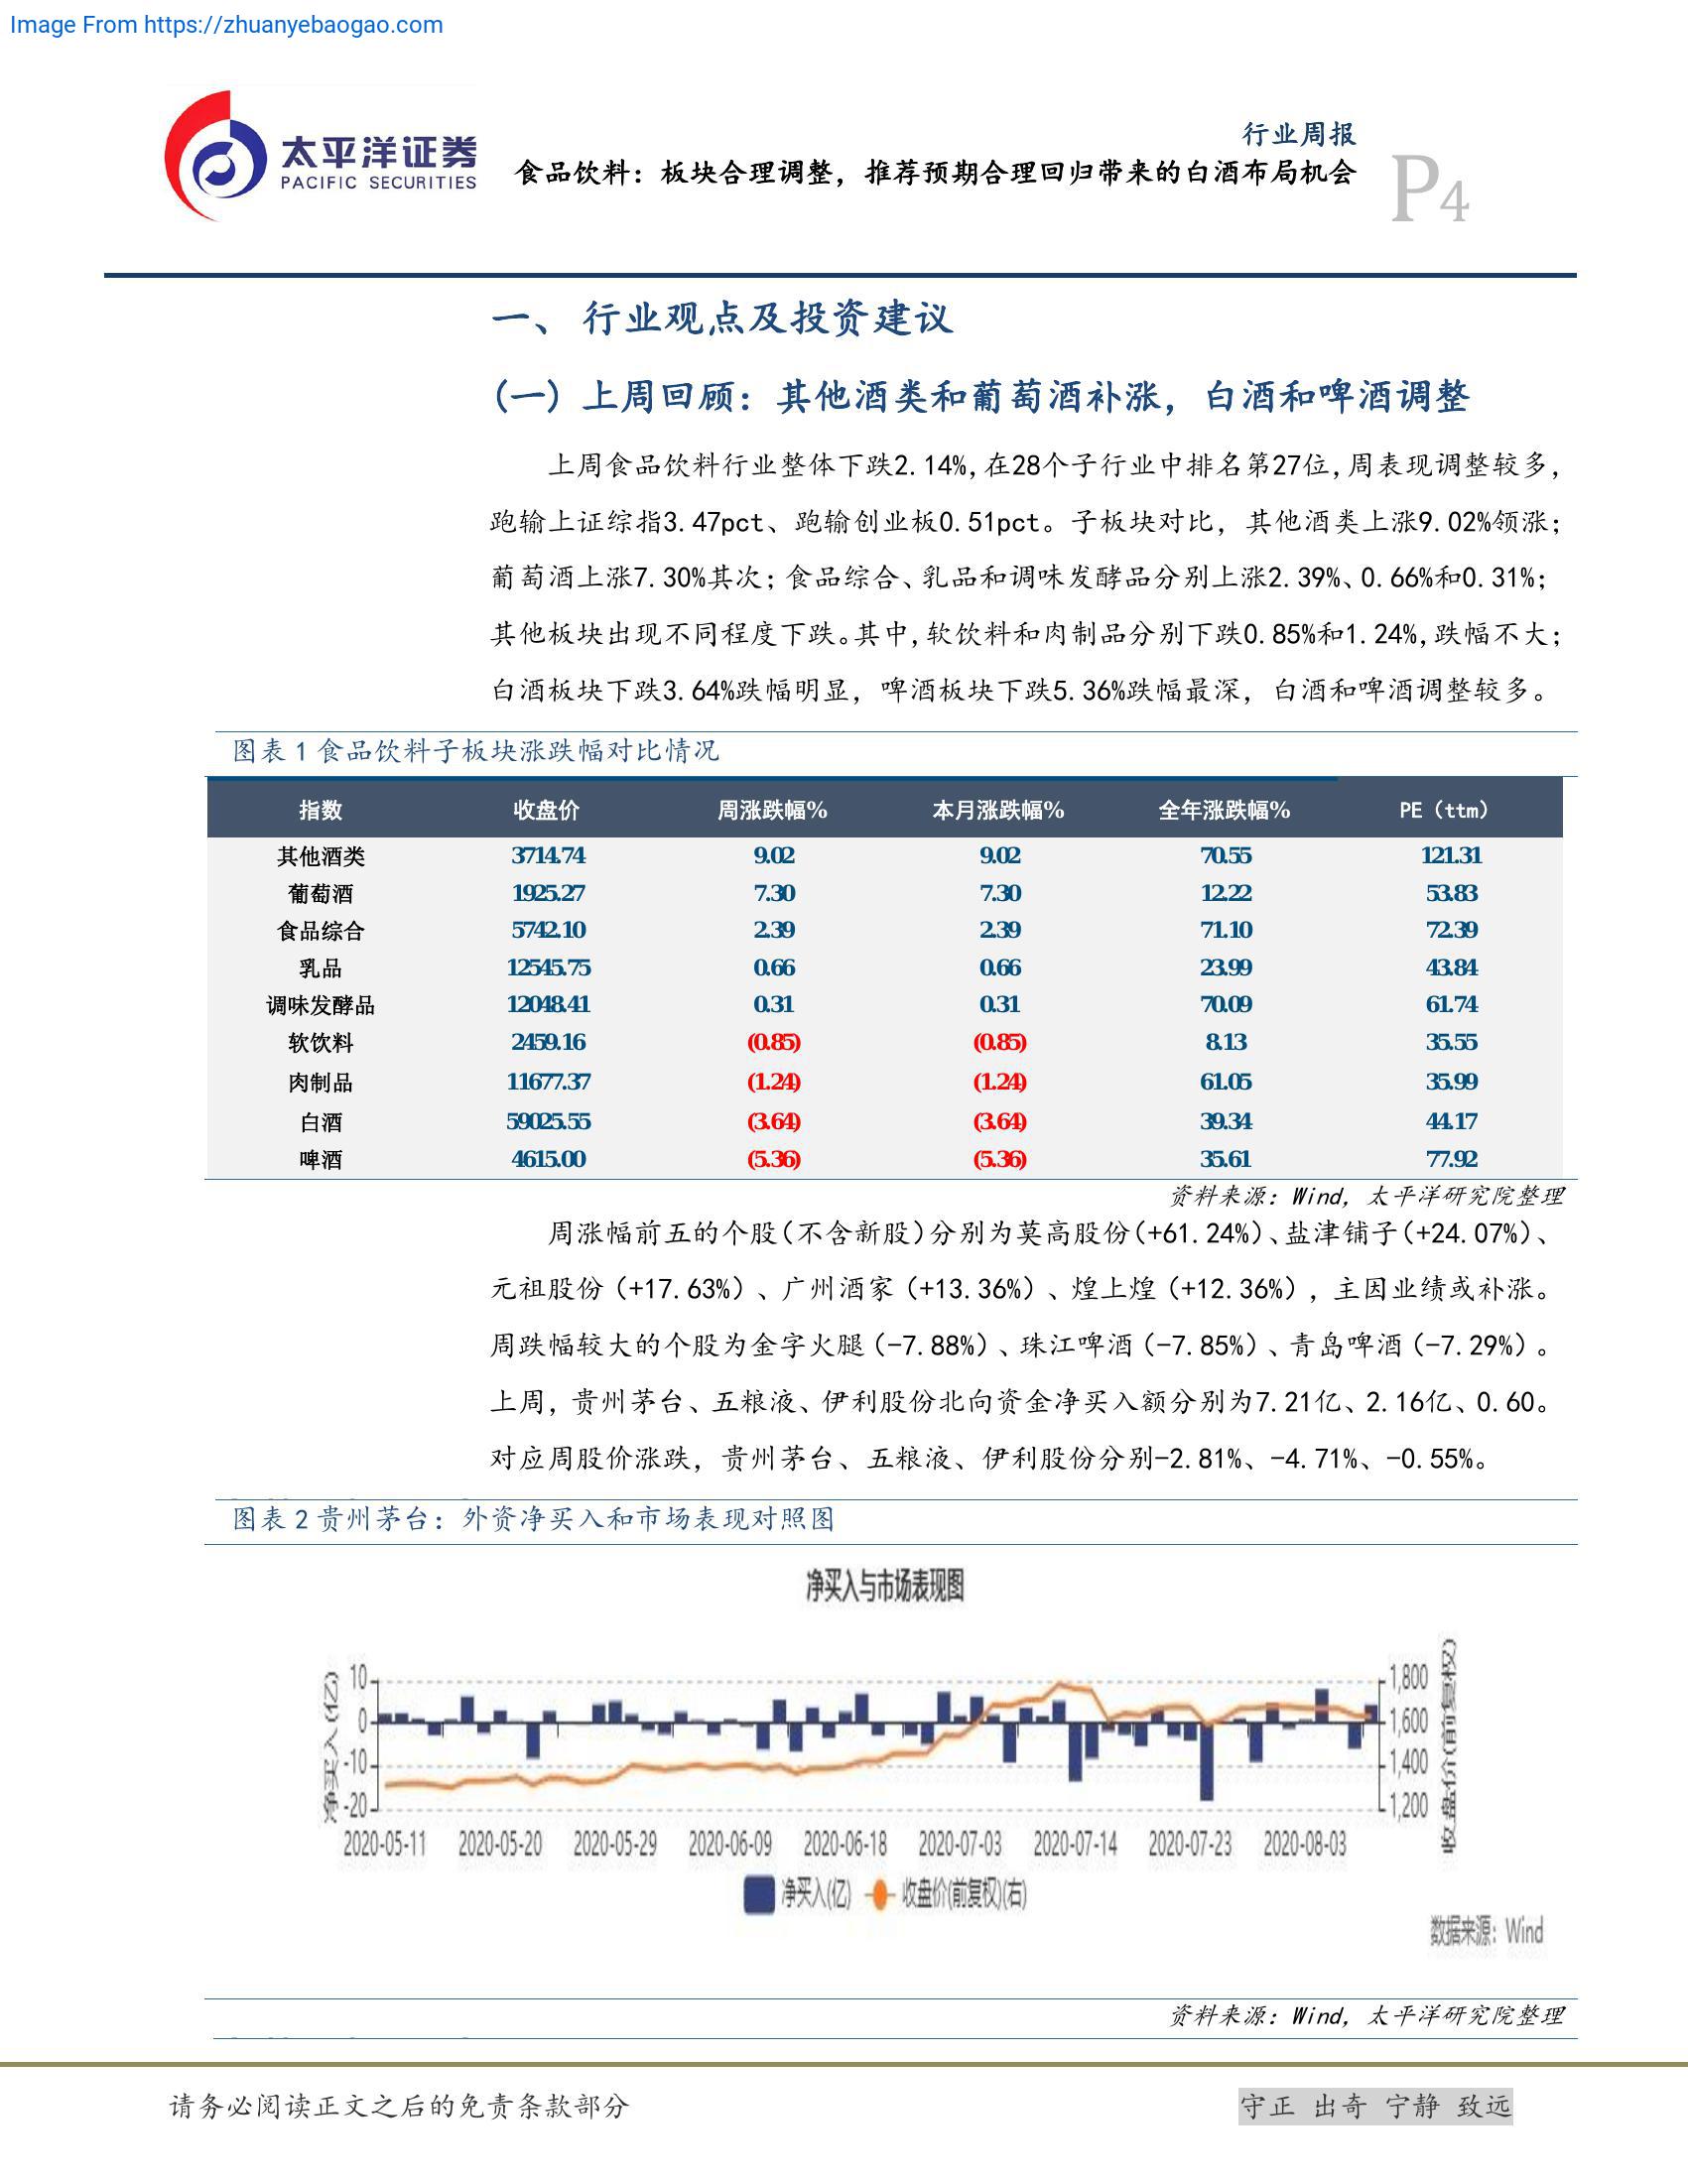 Image From https://zhuanyebaogao.com
太平洋证券
PACIFIC SECURITIES
行业周报
食品饮料：板块合理调整，推荐预期合理回归带来的白酒布局机会
P4
一、 行业观点及投资建议
(一) 上周回顾：其他酒类和葡萄酒补涨，白酒和啤酒调整
上周食品饮料行业整体下跌2.14%,在28个子行业中排名第27位,周表现调整较多，
跑输上证综指3.47pct、跑输创业板0.51pct。子板块对比，其他酒类上涨9.02%领涨；
葡萄酒上涨7.30%其次；食品综合、乳品和调味发酵品分别上涨2.39%、0.66%和0.31%；
其他板块出现不同程度下跌。其中,软饮料和肉制品分别下跌0.85%和1.24%,跌幅不大；
白酒板块下跌3.64%跌幅明显，啤酒板块下跌5.36%跌幅最深，白酒和啤酒调整较多。
图表 1 食品饮料子板块涨跌幅对比情况
指数 收盘价 周涨跌幅% 本月涨跌幅% 全年涨跌幅% PE（ttm）
其他酒类 3714.74 9.02 9.02 70.55 121.31
葡萄酒 1925.27 7.30 7.30 12.22 53.83
食品综合 5742.10 2.39 2.39 71.10 72.39
乳品 12545.75 0.66 0.66 23.99 43.84
调味发酵品 12048.41 0.31 0.31 70.09 61.74
软饮料 2459.16 (0.85) (0.85) 8.13 35.55
肉制品 11677.37 (1.24) (1.24) 61.05 35.99
白酒 59025.55 (3.64) (3.64) 39.34 44.17
啤酒 4615.00 (5.36) (5.36) 35.61 77.92
资料来源：Wind，太平洋研究院整理
周涨幅前五的个股（不含新股）分别为莫高股份（+61.24%）、盐津铺子（+24.07%）、
元祖股份（+17.63%）、广州酒家（+13.36%）、煌上煌（+12.36%），主因业绩或补涨。
周跌幅较大的个股为金字火腿（-7.88%）、珠江啤酒（-7.85%）、青岛啤酒（-7.29%）。
上周，贵州茅台、五粮液、伊利股份北向资金净买入额分别为7.21亿、2.16亿、0.60。
对应周股价涨跌，贵州茅台、五粮液、伊利股份分别-2.81%、-4.71%、-0.55%。
图表 2 贵州茅台：外资净买入和市场表现对照图
净买入与市场表现图
净买入(亿)
10
0
-10
-20
1,800
1,600
1,400
1,200
收盘价(前复权)
2020-05-11 2020-05-20 2020-05-29 2020-06-09 2020-06-18 2020-07-03 2020-07-14 2020-07-23 2020-08-03
净买入(亿) 收盘价(前复权)(右)
数据来源：Wind
资料来源：Wind，太平洋研究院整理
请务必阅读正文之后的免责条款部分
守正 出奇 宁静 致远